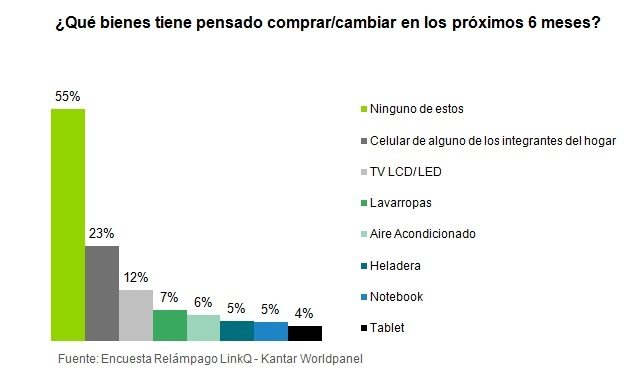 ¿Qué bienes tiene pensado comprar/cambiar en los próximos 6 meses?
55%
23%
12%
7%
6%
5%
5%
4%
Ninguno de estos
Celular de alguno de los integrantes del hogar
TV LCD/LED
Lavarropas
Aire Acondicionado
Heladera
Notebook
Tablet
Fuente: Encuesta Relámpago LinkQ - Kantar Worldpanel